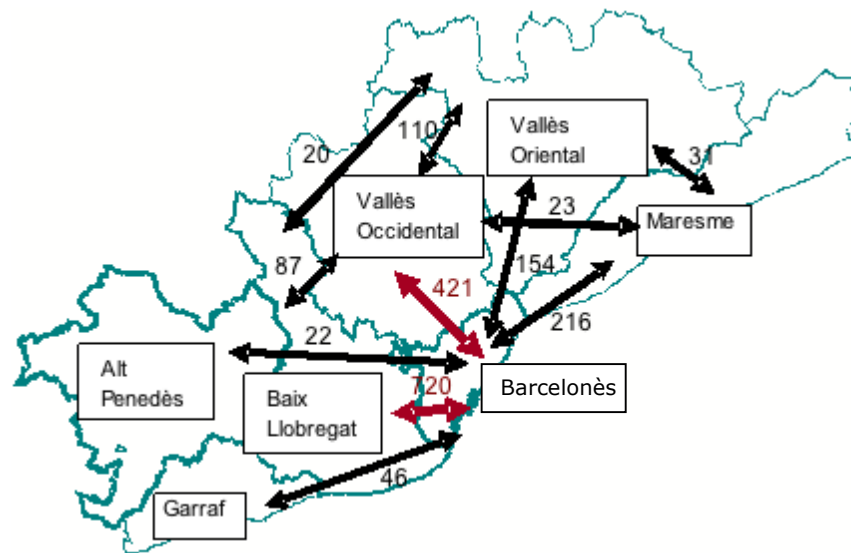 110
Vallès
Oriental
20
31
Vallès
Occidental
23
Maresme
87
154
421
216
22
Alt
Penedès
720
Baix
Llobregat
Barcelonès
46
Garraf